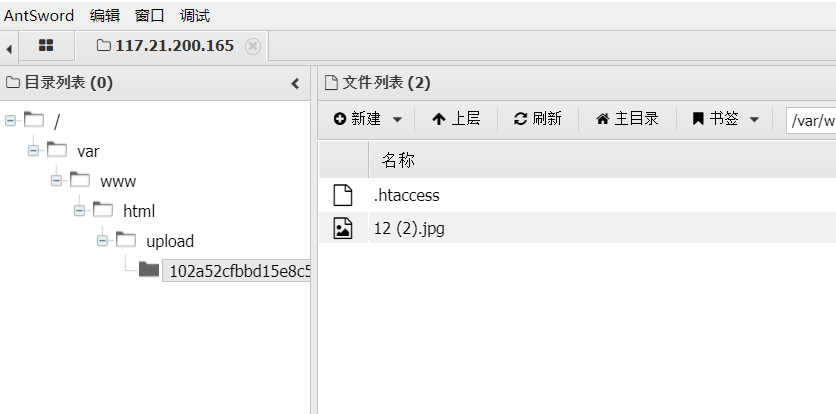 AntSword 编辑 窗口 调试
117.21.200.165
目录列表 (0)
/
var
www
html
upload
102a52cfbbd15e8c5
文件列表 (2)
新建 上层 刷新 主目录 书签 /var/w
名称
.htaccess
12 (2).jpg